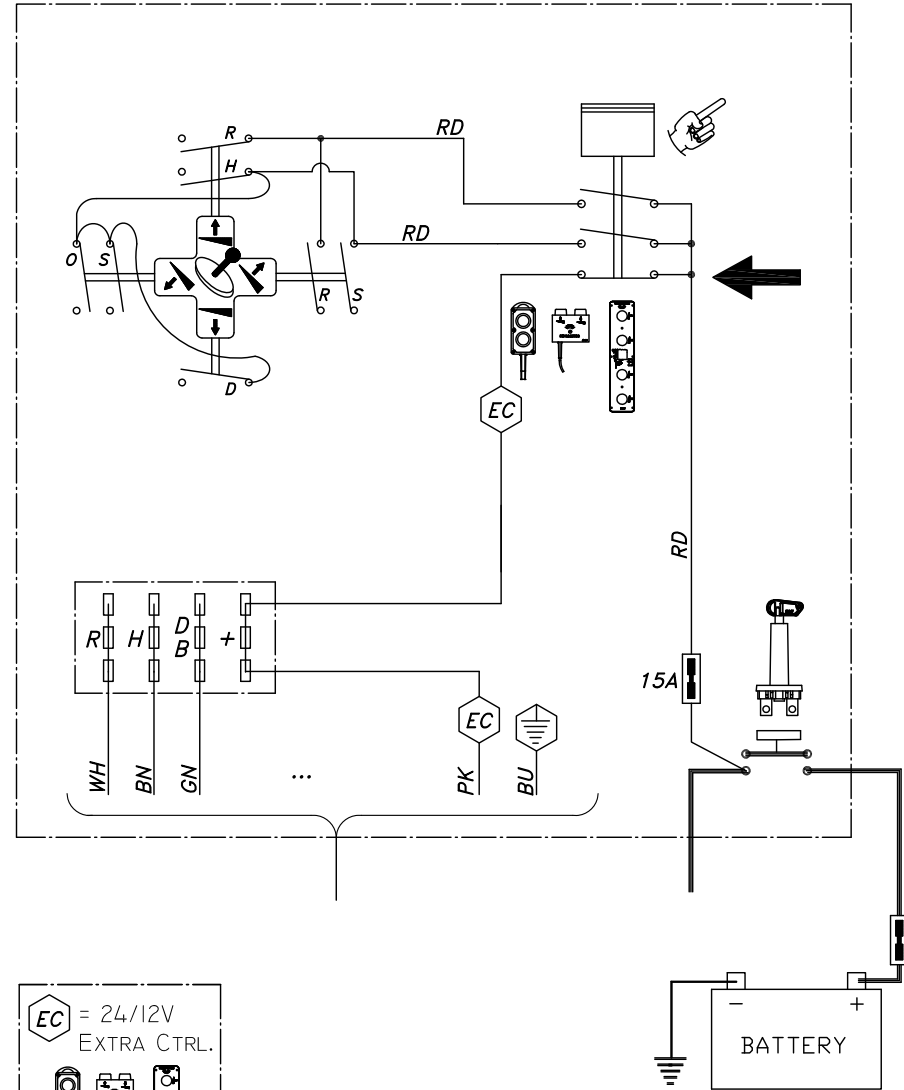 R
RD
H
RD
O
S
R
S
D
EC
RD
15A
R
H
D
B
+
EC
WH
BN
GN
...
PK
BU
EC = 24/12V
EXTRA CTRL.
−
+
BATTERY